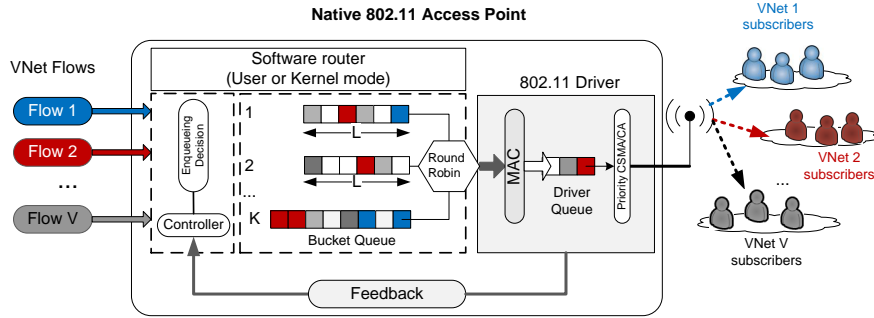 Native 802.11 Access Point
VNet Flows
Flow 1
Flow 2
...
Flow V
Software router
(User or Kernel mode)
Enqueueing
Decision
Controller
1
L
2
L
...
K
Bucket Queue
Round
Robin
802.11 Driver
MAC
Driver
Queue
Priority CSMA/CA
Feedback
VNet 1
subscribers
VNet 2
subscribers
...
VNet V
subscribers